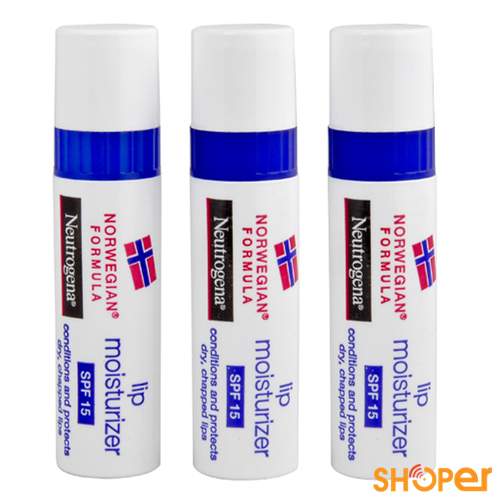 Neutrogena®
NORWEGIAN®
FORMULA
lip
moisturizer
SPF 15
conditions and protects
dry, chapped lips
Neutrogena®
NORWEGIAN®
FORMULA
lip
moisturizer
SPF 15
conditions and protects
dry, chapped lips
Neutrogena®
NORWEGIAN®
FORMULA
lip
moisturizer
SPF 15
conditions and protects
dry, chapped lips
SHOPER